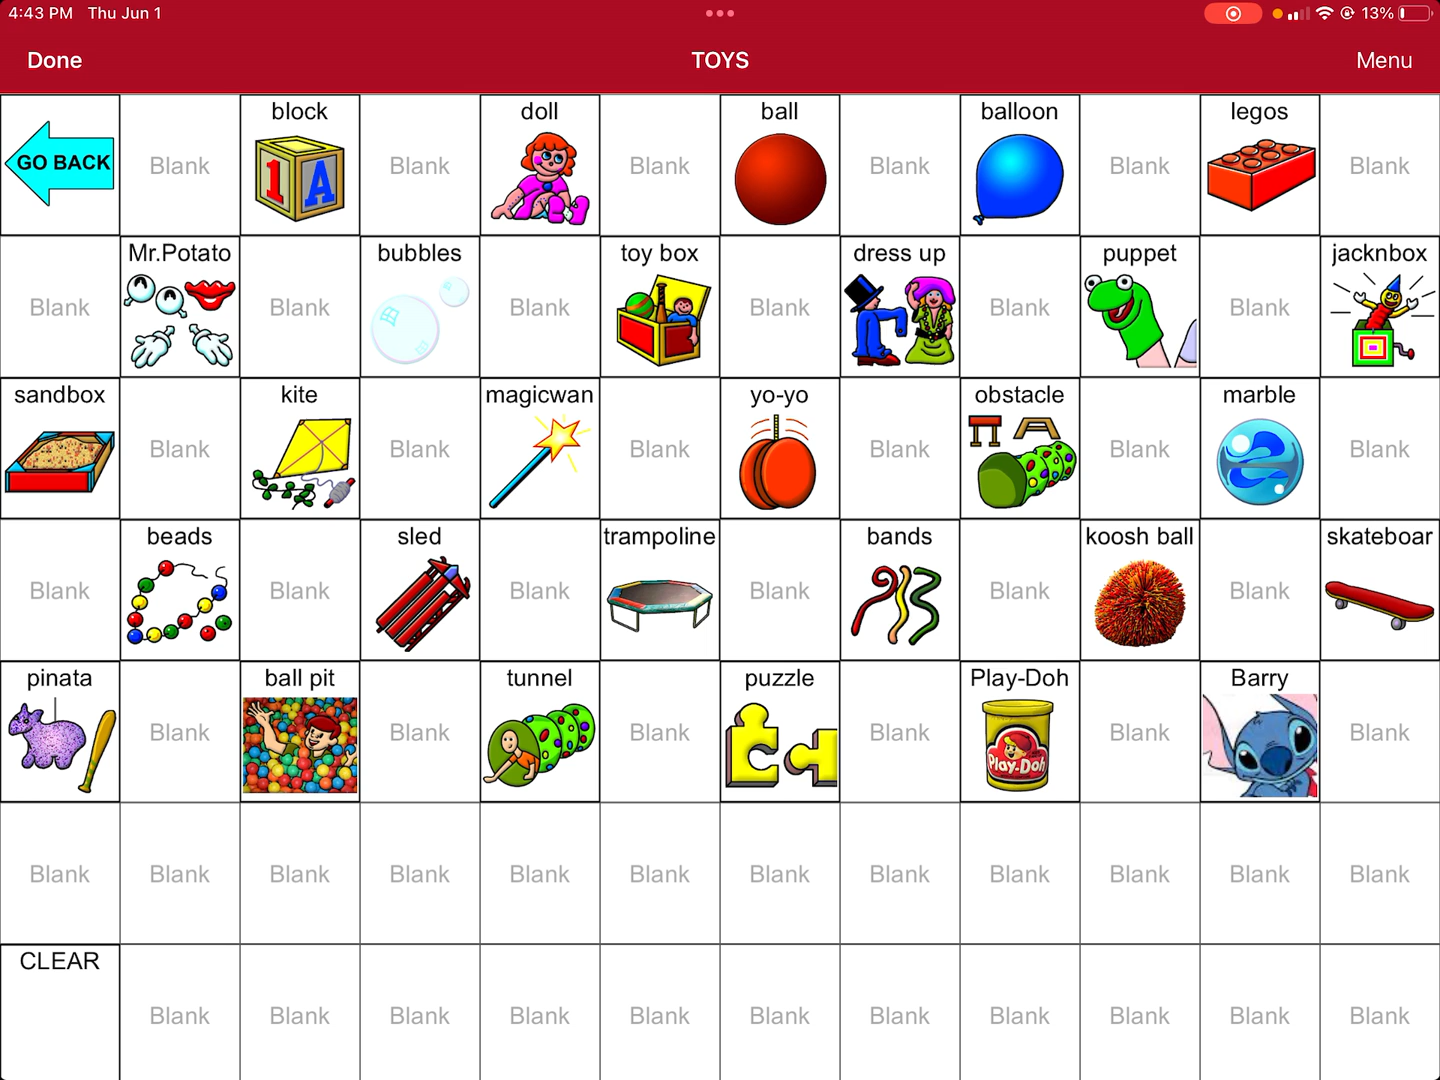 4:43 PM Thu Jun 1
13%
Done
TOYS
Menu
GO BACK
Blank
block
1 A
Blank
doll
Blank
ball
Blank
balloon
Blank
legos
Blank
Blank
Mr.Potato
Blank
bubbles
Blank
toy box
Blank
dress up
Blank
puppet
Blank
jacknbox
sandbox
Blank
kite
Blank
magicwan
Blank
yo-yo
Blank
obstacle
Blank
marble
Blank
Blank
beads
Blank
sled
Blank
trampoline
Blank
bands
Blank
koosh ball
Blank
skateboar
pinata
Blank
ball pit
Blank
tunnel
Blank
puzzle
Blank
Play-Doh
Play-Doh
Blank
Barry
Blank
Blank
Blank
Blank
Blank
Blank
Blank
Blank
Blank
Blank
Blank
Blank
Blank
CLEAR
Blank
Blank
Blank
Blank
Blank
Blank
Blank
Blank
Blank
Blank
Blank